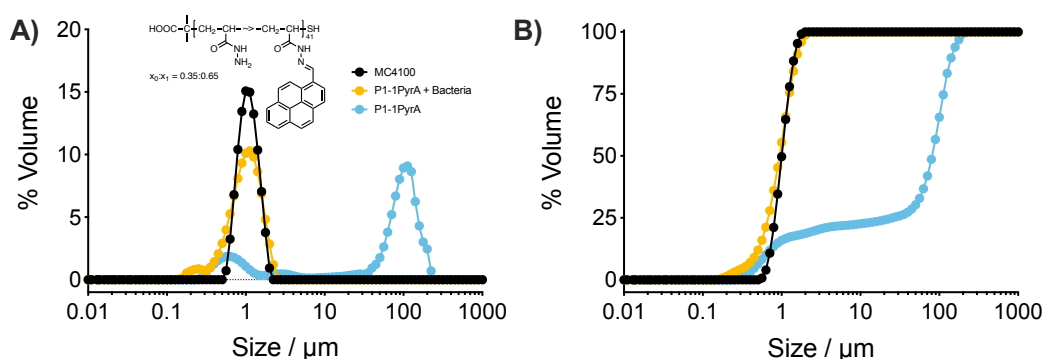 A)
% Volume
20
15
10
5
0
0.01
0.1
1
10
100
1000
Size / µm
HOOC
CH₂
CH₂
41
SH
O
NH
NH₂
O
NH
N
x₀:x₁ = 0.35:0.65
MC4100
P1-1PyrA + Bacteria
P1-1PyrA
B)
% Volume
100
75
50
25
0
0.01
0.1
1
10
100
1000
Size / µm